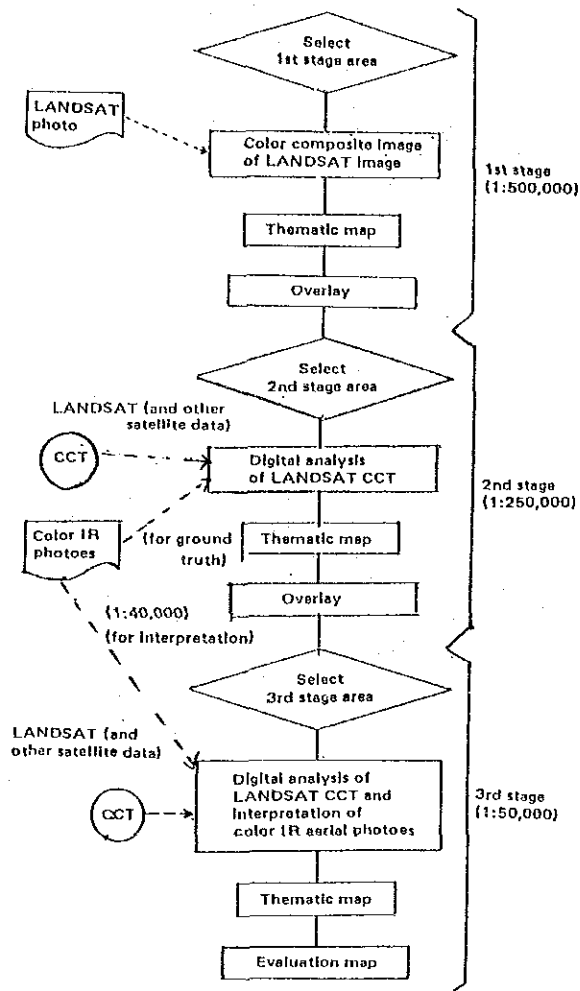 Select
1st stage area
LANDSAT
photo
Color composite image
of LANDSAT image
1st stage
(1:500,000)
Thematic map
Overlay
Select
2nd stage area
LANDSAT (and other
satellite data)
CCT
Digital analysis
of LANDSAT CCT
2nd stage
(1:250,000)
Color IR
photoes
(for ground
truth)
Thematic map
Overlay
(1:40,000)
(for interpretation)
Select
3rd stage area
LANDSAT (and
other satellite data)
CCT
Digital analysis of
LANDSAT CCT and
Interpretation of
color IR aerial photoes
3rd stage
(1:50,000)
Thematic map
Evaluation map